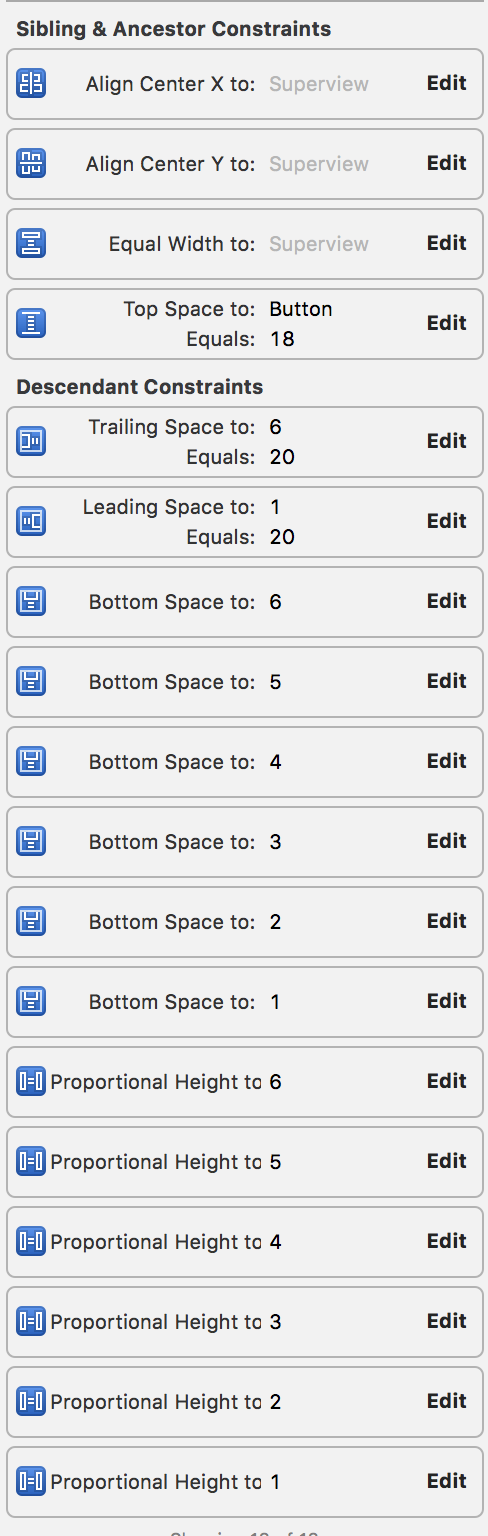 Sibling & Ancestor Constraints
Align Center X to: Superview Edit
Align Center Y to: Superview Edit
Equal Width to: Superview Edit
Top Space to: Button
Equals: 18 Edit
Descendant Constraints
Trailing Space to: 6
Equals: 20 Edit
Leading Space to: 1
Equals: 20 Edit
Bottom Space to: 6 Edit
Bottom Space to: 5 Edit
Bottom Space to: 4 Edit
Bottom Space to: 3 Edit
Bottom Space to: 2 Edit
Bottom Space to: 1 Edit
Proportional Height to 6 Edit
Proportional Height to 5 Edit
Proportional Height to 4 Edit
Proportional Height to 3 Edit
Proportional Height to 2 Edit
Proportional Height to 1 Edit